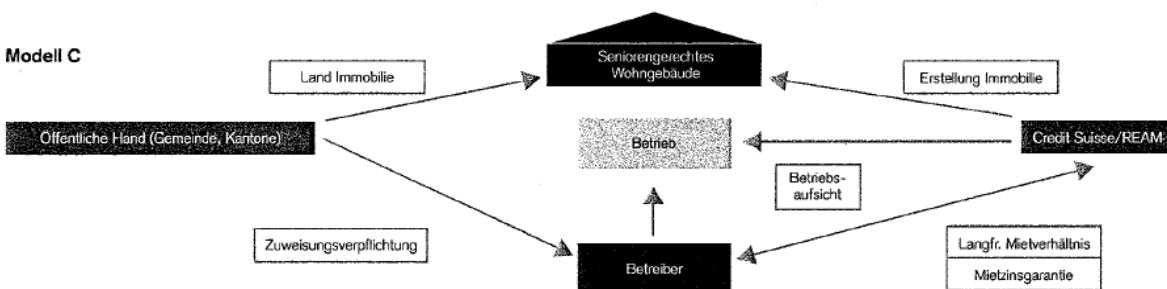 Modell C
Seniorengerechtes
Wohngebäude
Land Immobilie
Erstellung Immobilie
Öffentliche Hand (Gemeinde, Kantone)
Betrieb
Credit Suisse/REAM
Betriebs-
aufsicht
Zuweisungsverpflichtung
Betreiber
Langfr. Mietverhältnis
Mietzinsgarantie